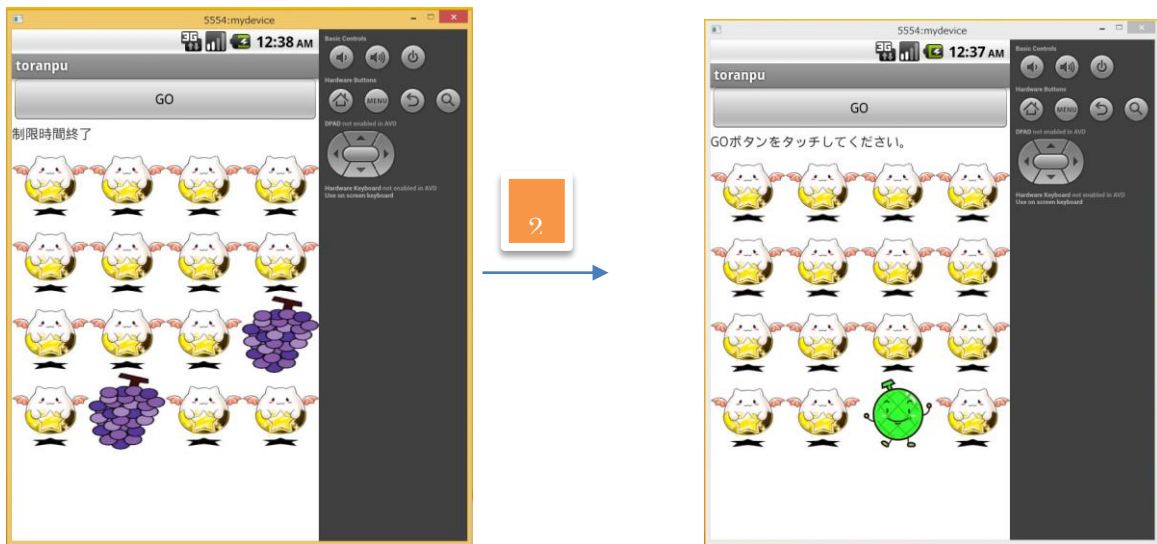 5554:mydevice
3G 12:38 AM
toranpu
GO
制限時間終了
Basic Controls
Hardware Buttons
MENU
DPAD not enabled in AVD
Hardware Keyboard not enabled in AVD
Use on screen keyboard
2
5554:mydevice
3G 12:37 AM
toranpu
GO
GOボタンをタッチしてください。
Basic Controls
Hardware Buttons
MENU
DPAD not enabled in AVD
Hardware Keyboard not enabled in AVD
Use on screen keyboard